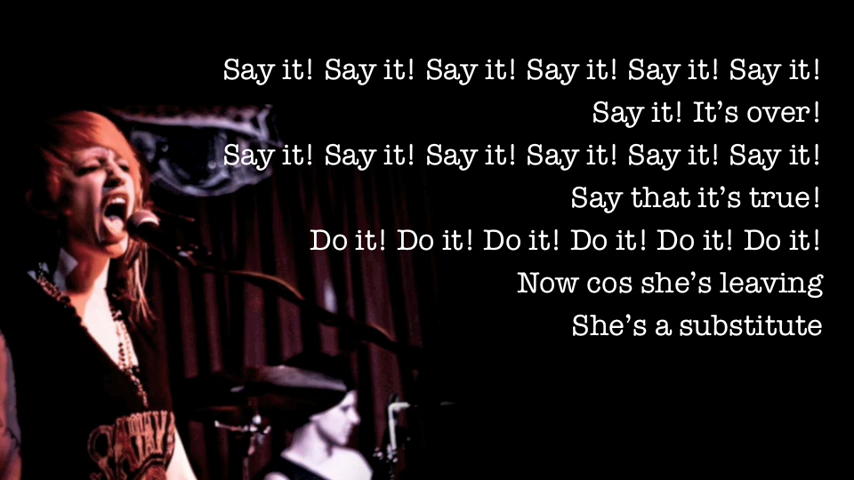 Say it! Say it! Say it! Say it! Say it! Say it!
Say it! It's over!
Say it! Say it! Say it! Say it! Say it! Say it!
Say that it's true!
Do it! Do it! Do it! Do it! Do it! Do it!
Now cos she's leaving
She's a substitute